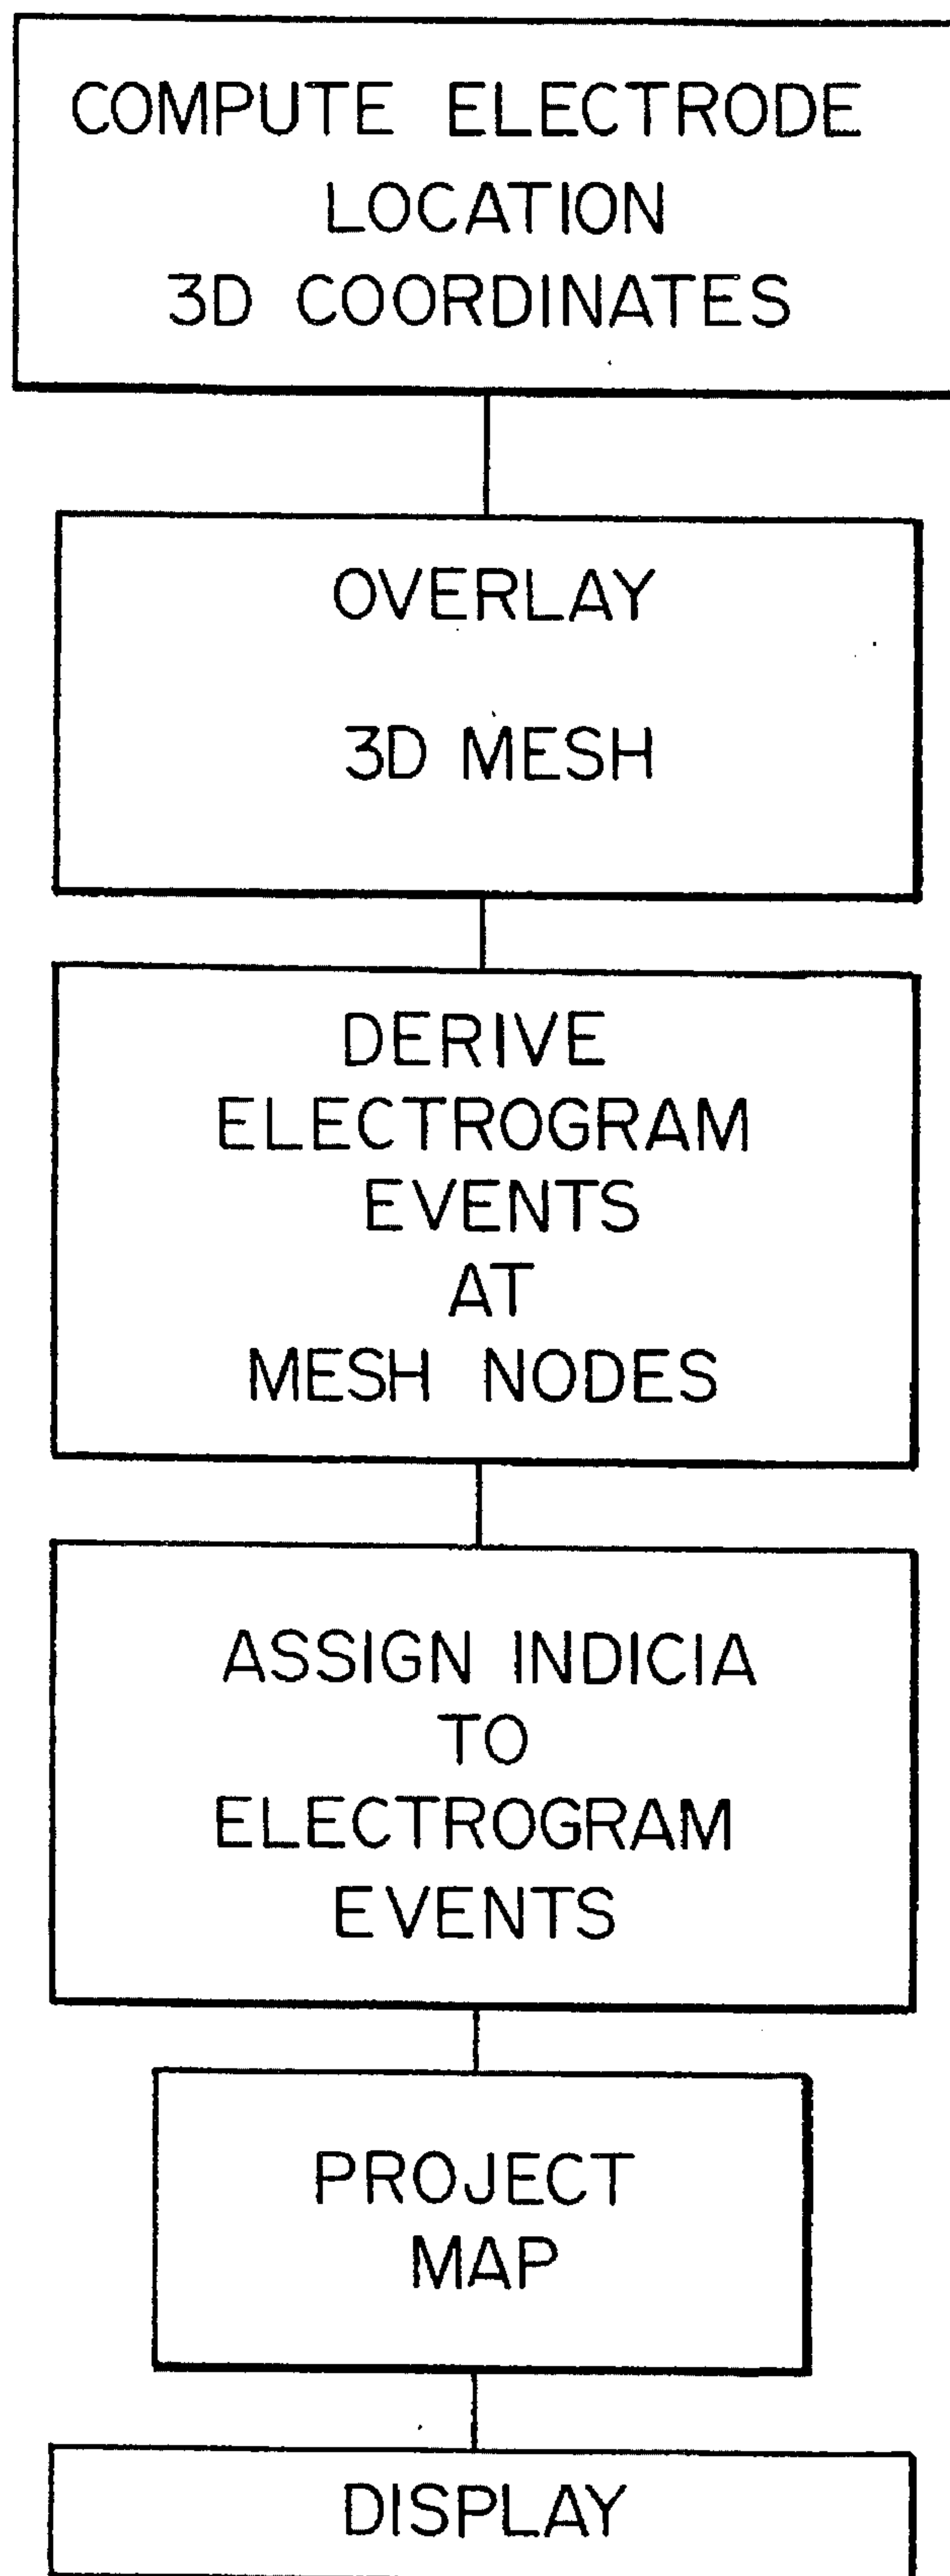 COMPUTE ELECTRODE
LOCATION
3D COORDINATES
OVERLAY
3D MESH
DERIVE
ELECTROGRAM
EVENTS
AT
MESH NODES
ASSIGN INDICIA
TO
ELECTROGRAM
EVENTS
PROJECT
MAP
DISPLAY